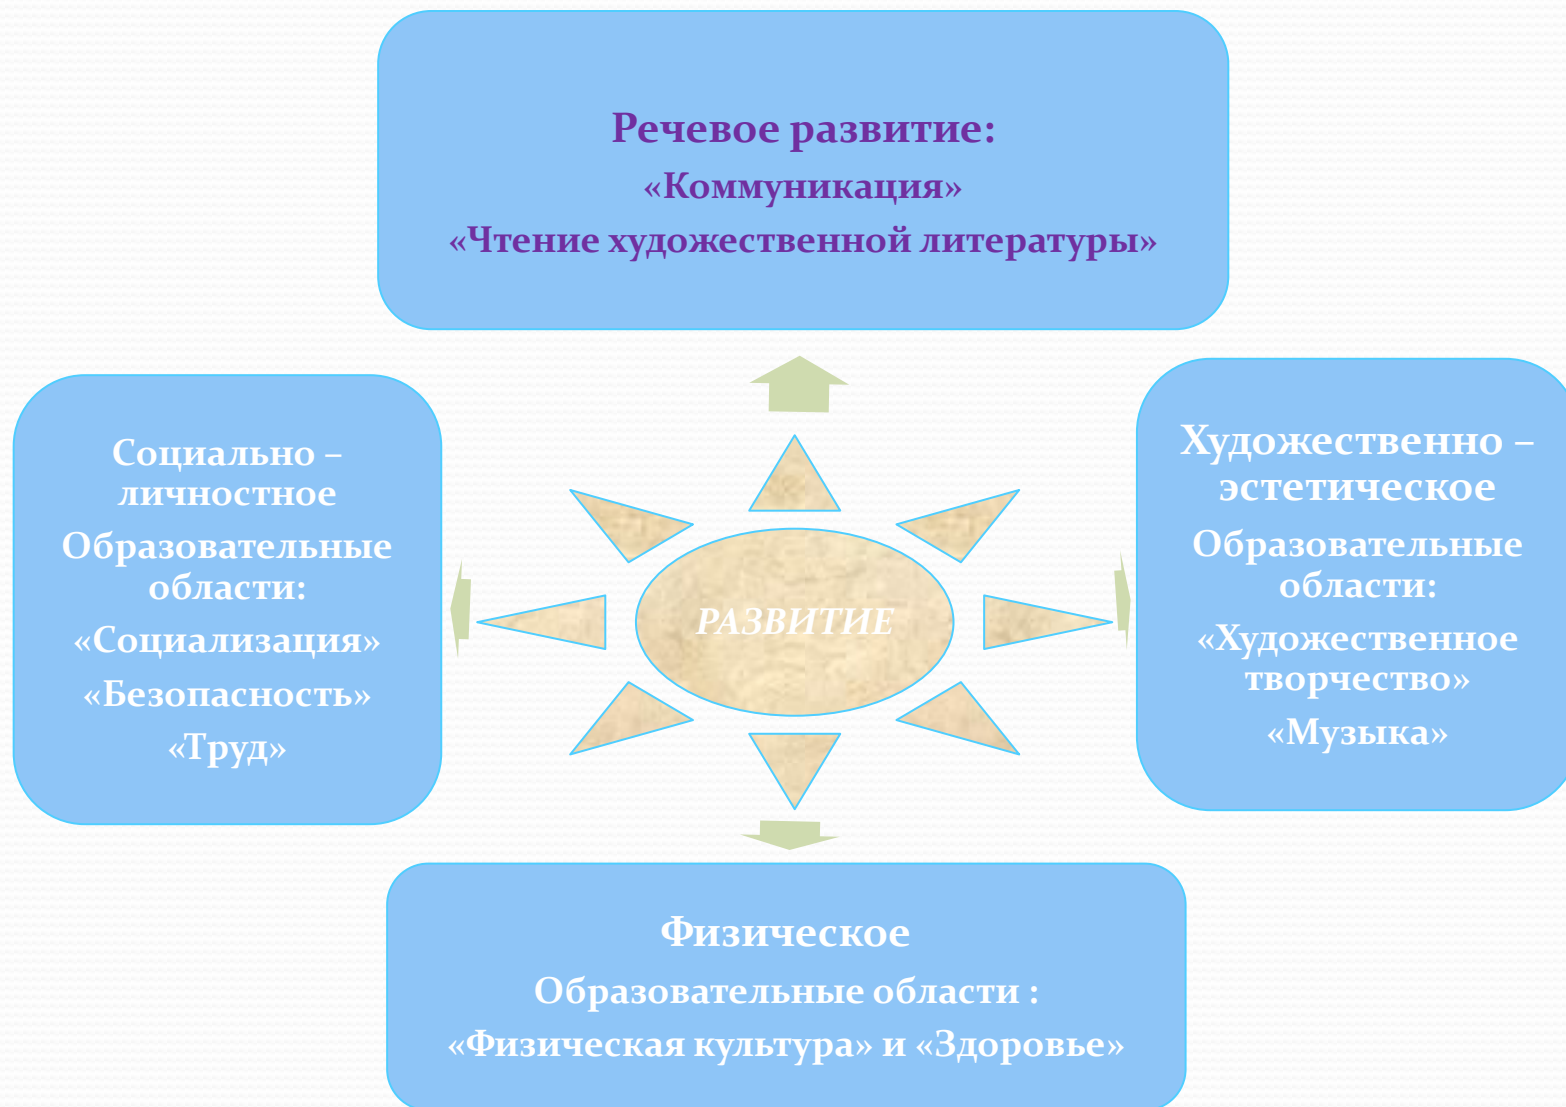 Речевое развитие:
«Коммуникация»
«Чтение художественной литературы»
Социально –
личностное
Образовательные
области:
«Социализация»
«Безопасность»
«Труд»
РАЗВИТИЕ
Художественно –
эстетическое
Образовательные
области:
«Художественное
творчество»
«Музыка»
Физическое
Образовательные области :
«Физическая культура» и «Здоровье»